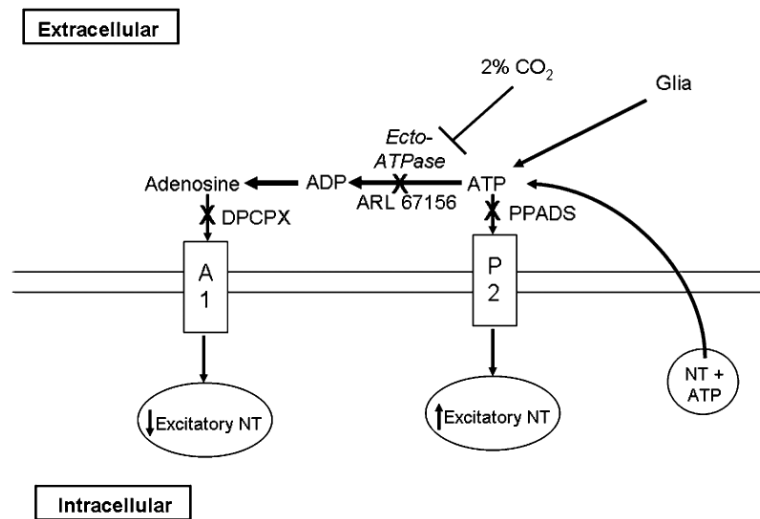 Extracellular
2% CO₂
Glia
Ecto-
ATPase
Adenosine
ADP
ATP
ARL 67156
DPCPX
PPADS
A
1
P
2
NT +
ATP
Excitatory NT
Excitatory NT
Intracellular